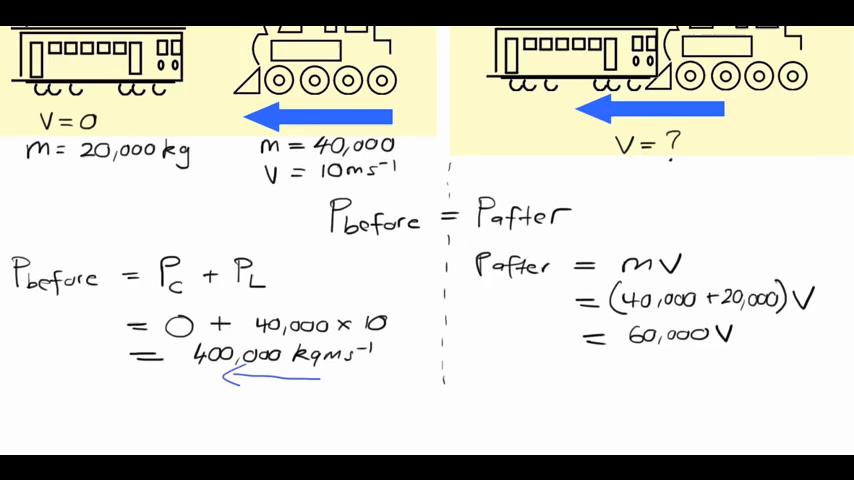 V = 0
m = 20,000 kg
m = 40,000
V = 10 ms⁻¹
V = ?
Pbefore = Pafter
Pbefore = Pc + PL
= 0 + 40,000 × 10
= 400,000 kgms⁻¹
Pafter = mV
= (40,000 + 20,000) V
= 60,000 V